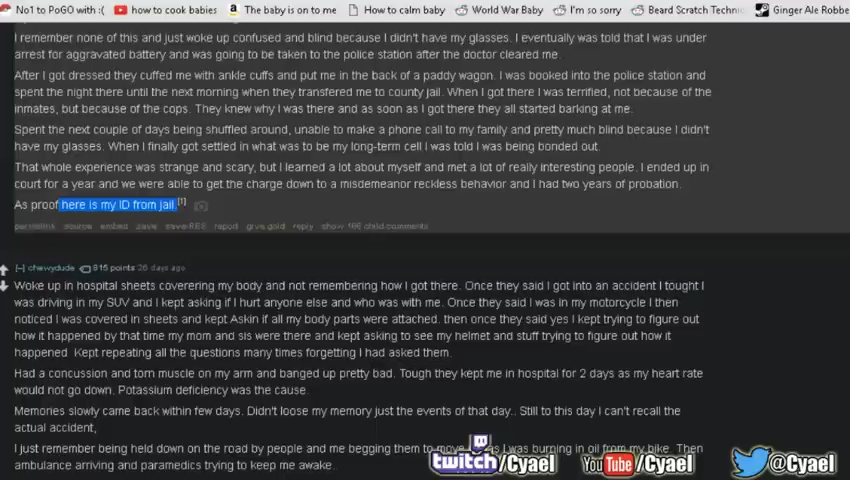 No1 to PoGO with :( how to cook babies The baby is on to me How to calm baby World War Baby I'm so sorry Beard Scratch Techni Ginger Ale Rober
I remember none of this and just woke up confused and blind because I didn't have my glasses. I eventually was told that I was under
arrest for aggravated battery and was going to be taken to the police station after the doctor cleared me.
After I got dressed they cuffed me with ankle cuffs and put me in the back of a paddy wagon. I was booked into the police station and
spent the night there until the next morning when they transferred me to county jail. When I got there I was terrified, not because of the
inmates, but because of the cops. They knew why I was there and as soon as I got there they all started barking at me.
Spent the next couple of days being shuffled around, unable to make a phone call to my family and pretty much blind because I didn't
have my glasses. When I finally got settled in what was to be my long-term cell I was told I was being bonded out.
That whole experience was strange and scary, but I learned a lot about myself and met a lot of really interesting people. I ended up in
court for a year and we were able to get the charge down to a misdemeanor reckless behavior and I had two years of probation.
As proof here is my ID from jail.[1]
permalink source embed save save-RES report give gold reply show 166 child comments
[–] chewydude 815 points 26 days ago
Woke up in hospital sheets coverering my body and not remembering how I got there. Once they said I got into an accident I tought I
was driving in my SUV and I kept asking if I hurt anyone else and who was with me. Once they said I was in my motorcycle I then
noticed I was covered in sheets and kept Askin if all my body parts were attached. then once they said yes I kept trying to figure out
how it happened by that time my mom and sis were there and kept asking to see my helmet and stuff trying to figure out how it
happened. Kept repeating all the questions many times forgetting I had asked them.
Had a concussion and torn muscle on my arm and banged up pretty bad. Tough they kept me in hospital for 2 days as my heart rate
would not go down. Potassium deficiency was the cause.
Memories slowly came back within few days. Didn't loose my memory just the events of that day.. Still to this day I can't recall the
actual accident,
I just remember being held down on the road by people and me begging them to move as I was burning in oil from my bike. Then
ambulance arriving and paramedics trying to keep me awake.
twitch/Cyael YouTube/Cyael @Cyael